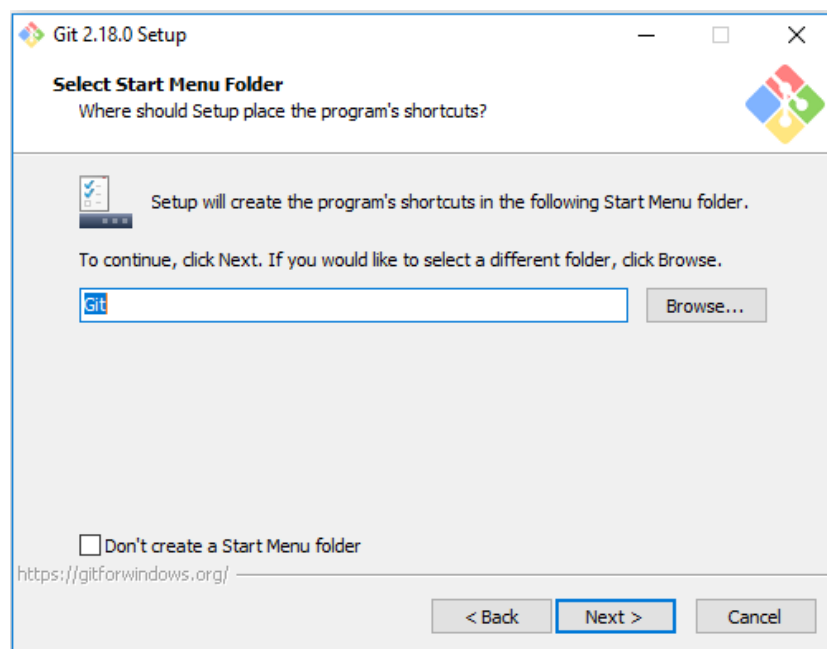 Git 2.18.0 Setup
Select Start Menu Folder
Where should Setup place the program's shortcuts?
Setup will create the program's shortcuts in the following Start Menu folder.
To continue, click Next. If you would like to select a different folder, click Browse.
Git
Browse...
Don't create a Start Menu folder
https://gitforwindows.org/
< Back
Next >
Cancel